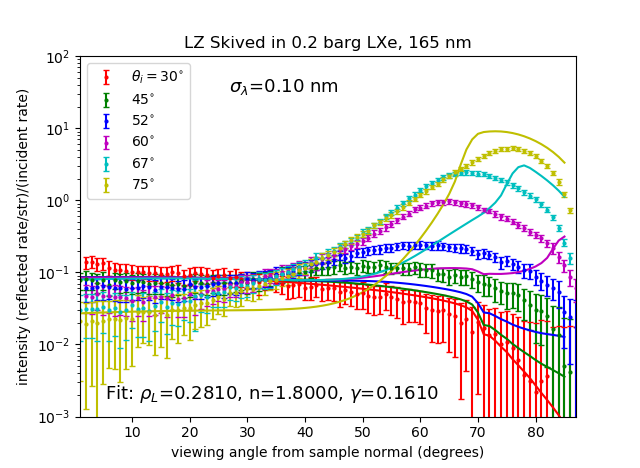 LZ Skived in 0.2 barg LXe, 165 nm
θᵢ = 30°
45°
52°
60°
67°
75°
σ_λ=0.10 nm
10²
10¹
10⁰
10⁻¹
10⁻²
10⁻³
intensity (reflected rate/str)/(incident rate)
Fit: ρ_L=0.2810, n=1.8000, γ=0.1610
10 20 30 40 50 60 70 80
viewing angle from sample normal (degrees)